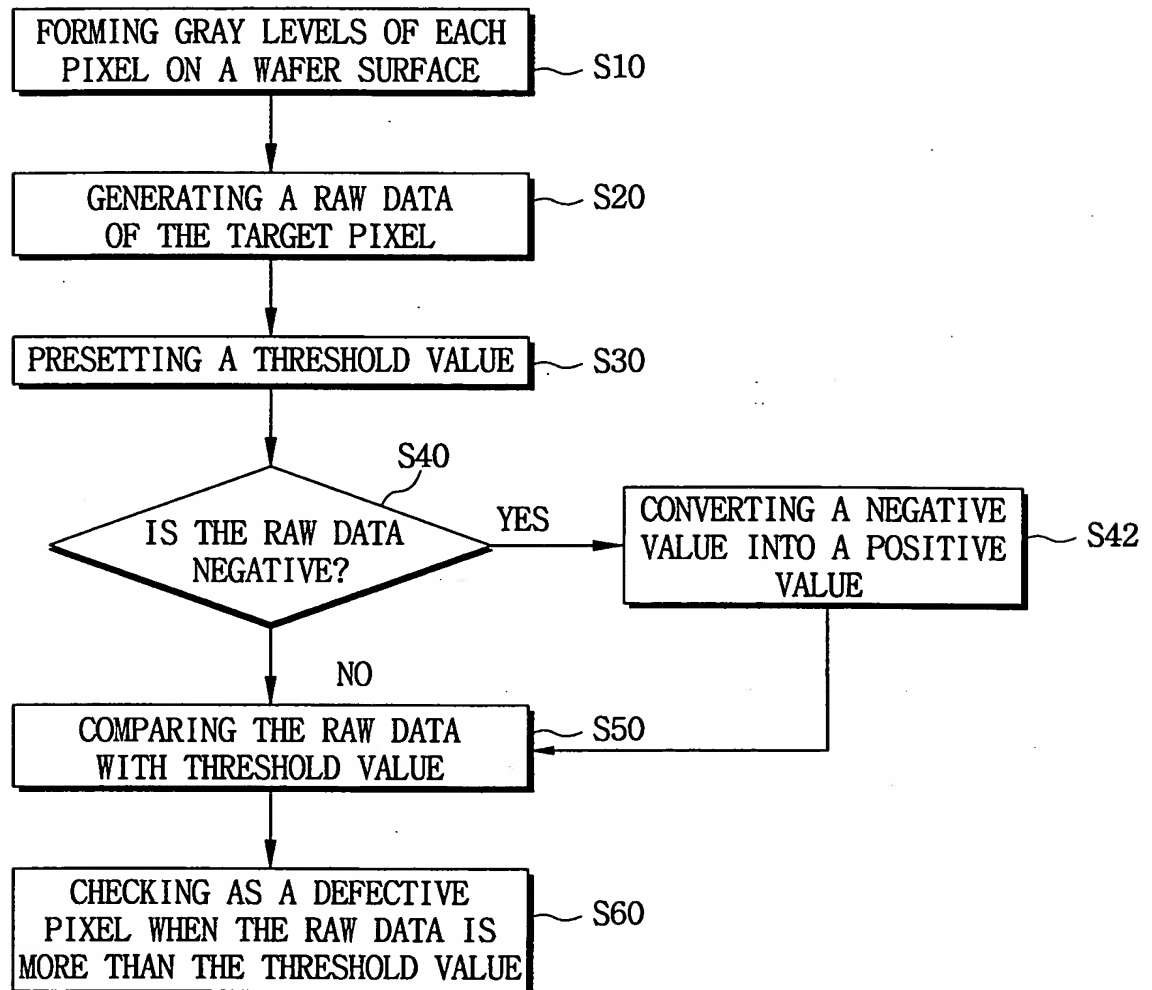 FORMING GRAY LEVELS OF EACH
PIXEL ON A WAFER SURFACE
S10
GENERATING A RAW DATA
OF THE TARGET PIXEL
S20
PRESETTING A THRESHOLD VALUE
S30
S40
IS THE RAW DATA
NEGATIVE?
YES
CONVERTING A NEGATIVE
VALUE INTO A POSITIVE
VALUE
S42
NO
COMPARING THE RAW DATA
WITH THRESHOLD VALUE
S50
CHECKING AS A DEFECTIVE
PIXEL WHEN THE RAW DATA IS
MORE THAN THE THRESHOLD VALUE
S60